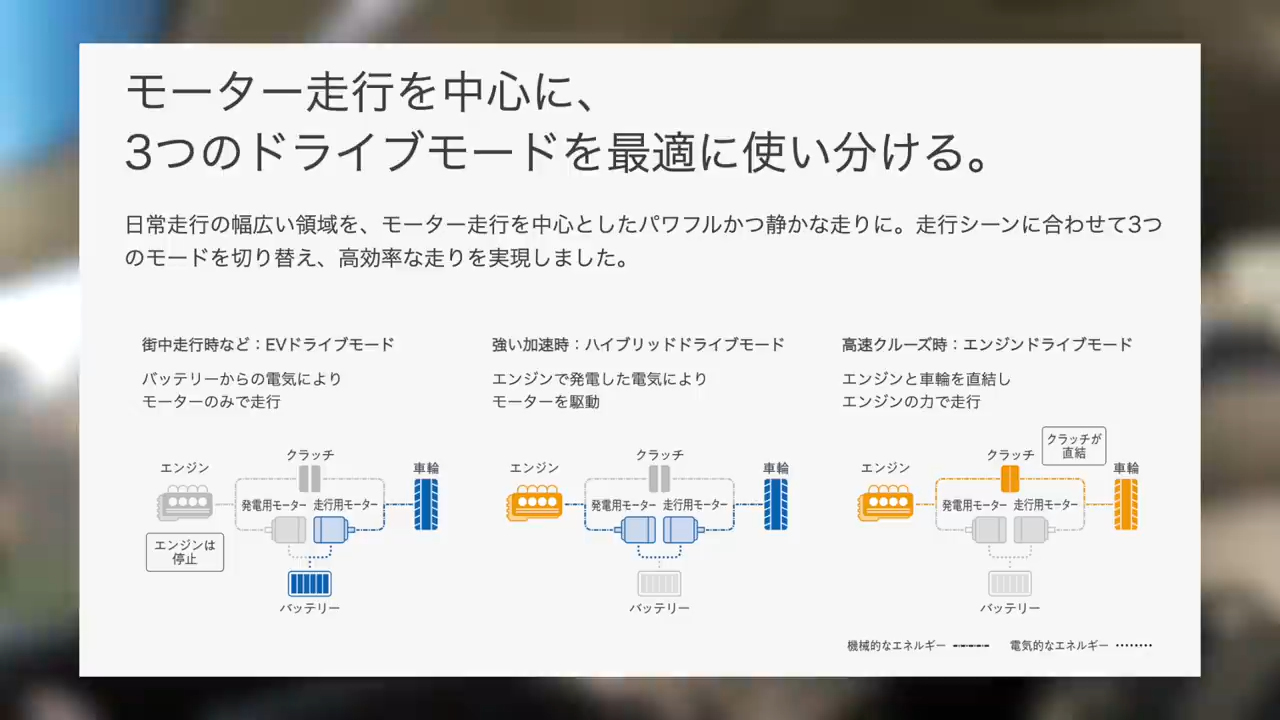 モーター走行を中心に、
3つのドライブモードを最適に使い分ける。
日常走行の幅広い領域を、モーター走行を中心としたパワフルかつ静かな走りに。走行シーンに合わせて3つ
のモードを切り替え、高効率な走りを実現しました。
街中走行時など：EVドライブモード
バッテリーからの電気により
モーターのみで走行
エンジン
クラッチ
車輪
発電用モーター
走行用モーター
エンジンは
停止
バッテリー
強い加速時：ハイブリッドドライブモード
エンジンで発電した電気により
モーターを駆動
エンジン
クラッチ
車輪
発電用モーター
走行用モーター
バッテリー
高速クルーズ時：エンジンドライブモード
エンジンと車輪を直結し
エンジンの力で走行
クラッチが
直結
エンジン
クラッチ
車輪
発電用モーター
走行用モーター
バッテリー
機械的なエネルギー
電気的なエネルギー